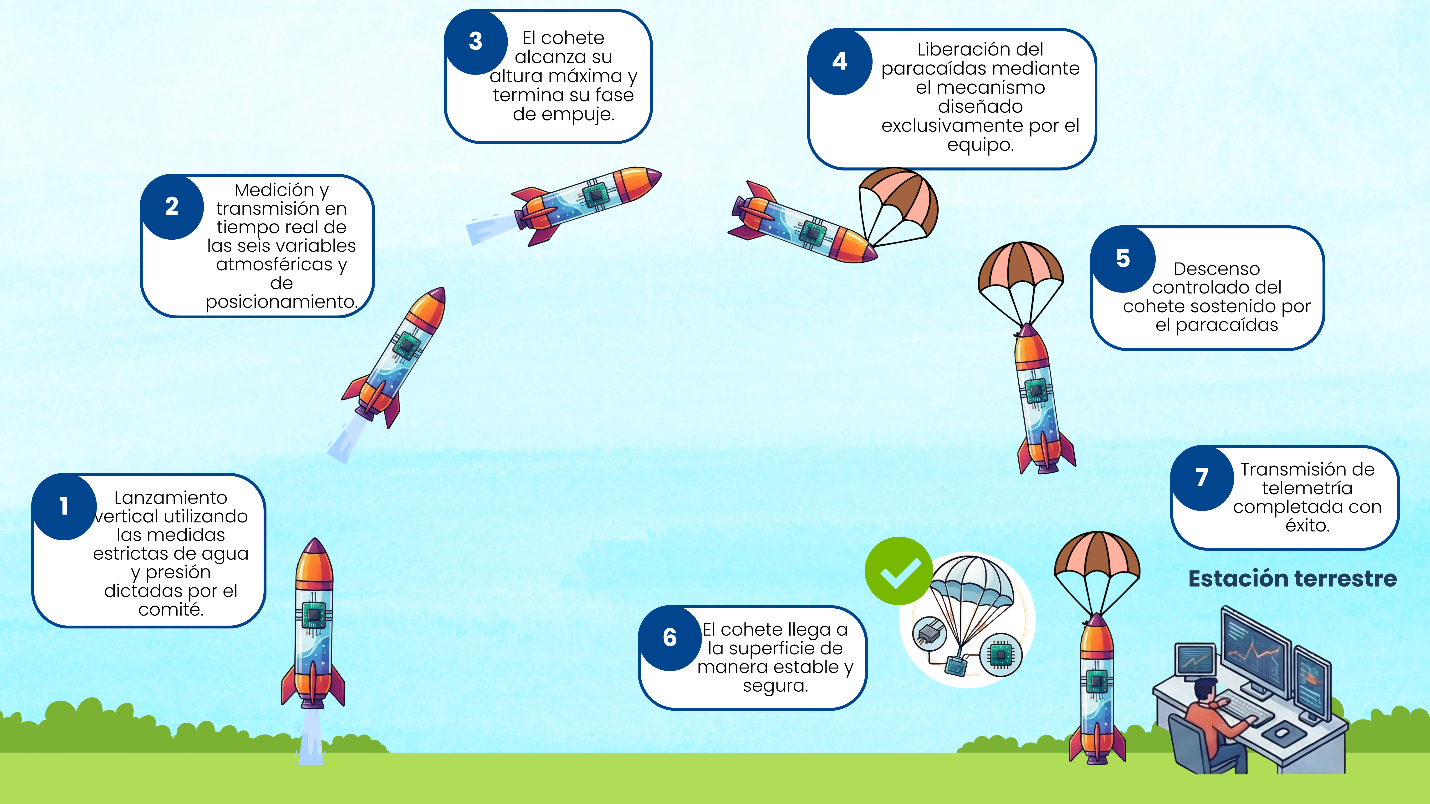 1
Lanzamiento
vertical utilizando
las medidas
estrictas de agua
y presión
dictadas por el
comité.
2
Medición y
transmisión en
tiempo real de
las seis variables
atmosféricas y
de
posicionamiento.
3
El cohete
alcanza su
altura máxima y
termina su fase
de empuje.
4
Liberación del
paracaídas mediante
el mecanismo
diseñado
exclusivamente por el
equipo.
5
Descenso
controlado del
cohete sostenido por
el paracaídas
6
El cohete llega a
la superficie de
manera estable y
segura.
7
Transmisión de
telemetría
completada con
éxito.
Estación terrestre